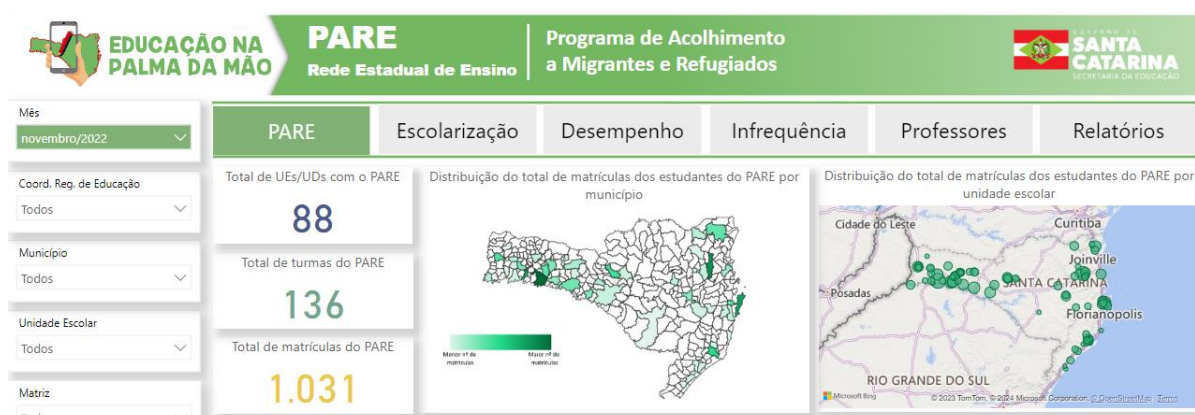 EDUCAÇÃO NA
PALMA DA MÃO
PARE
Rede Estadual de Ensino
Programa de Acolhimento
a Migrantes e Refugiados
GOVERNO DE
SANTA
CATARINA
SECRETARIA DA EDUCAÇÃO
Mês
novembro/2022
Coord. Reg. de Educação
Todos
Município
Todos
Unidade Escolar
Todos
Matriz
PARE
Escolarização
Desempenho
Infrequência
Professores
Relatórios
Total de UEs/UDs com o PARE
88
Total de turmas do PARE
136
Total de matrículas do PARE
1.031
Distribuição do total de matrículas dos estudantes do PARE por
município
Menor nº de
matrículas
Maior nº de
matrículas
Distribuição do total de matrículas dos estudantes do PARE por
unidade escolar
Cidade do Leste
Curitiba
Joinville
Posadas
SANTA CATARINA
Florianópolis
RIO GRANDE DO SUL
Microsoft Bing
© 2023 TomTom, © 2024 Microsoft Corporation, © OpenStreetMap Terms